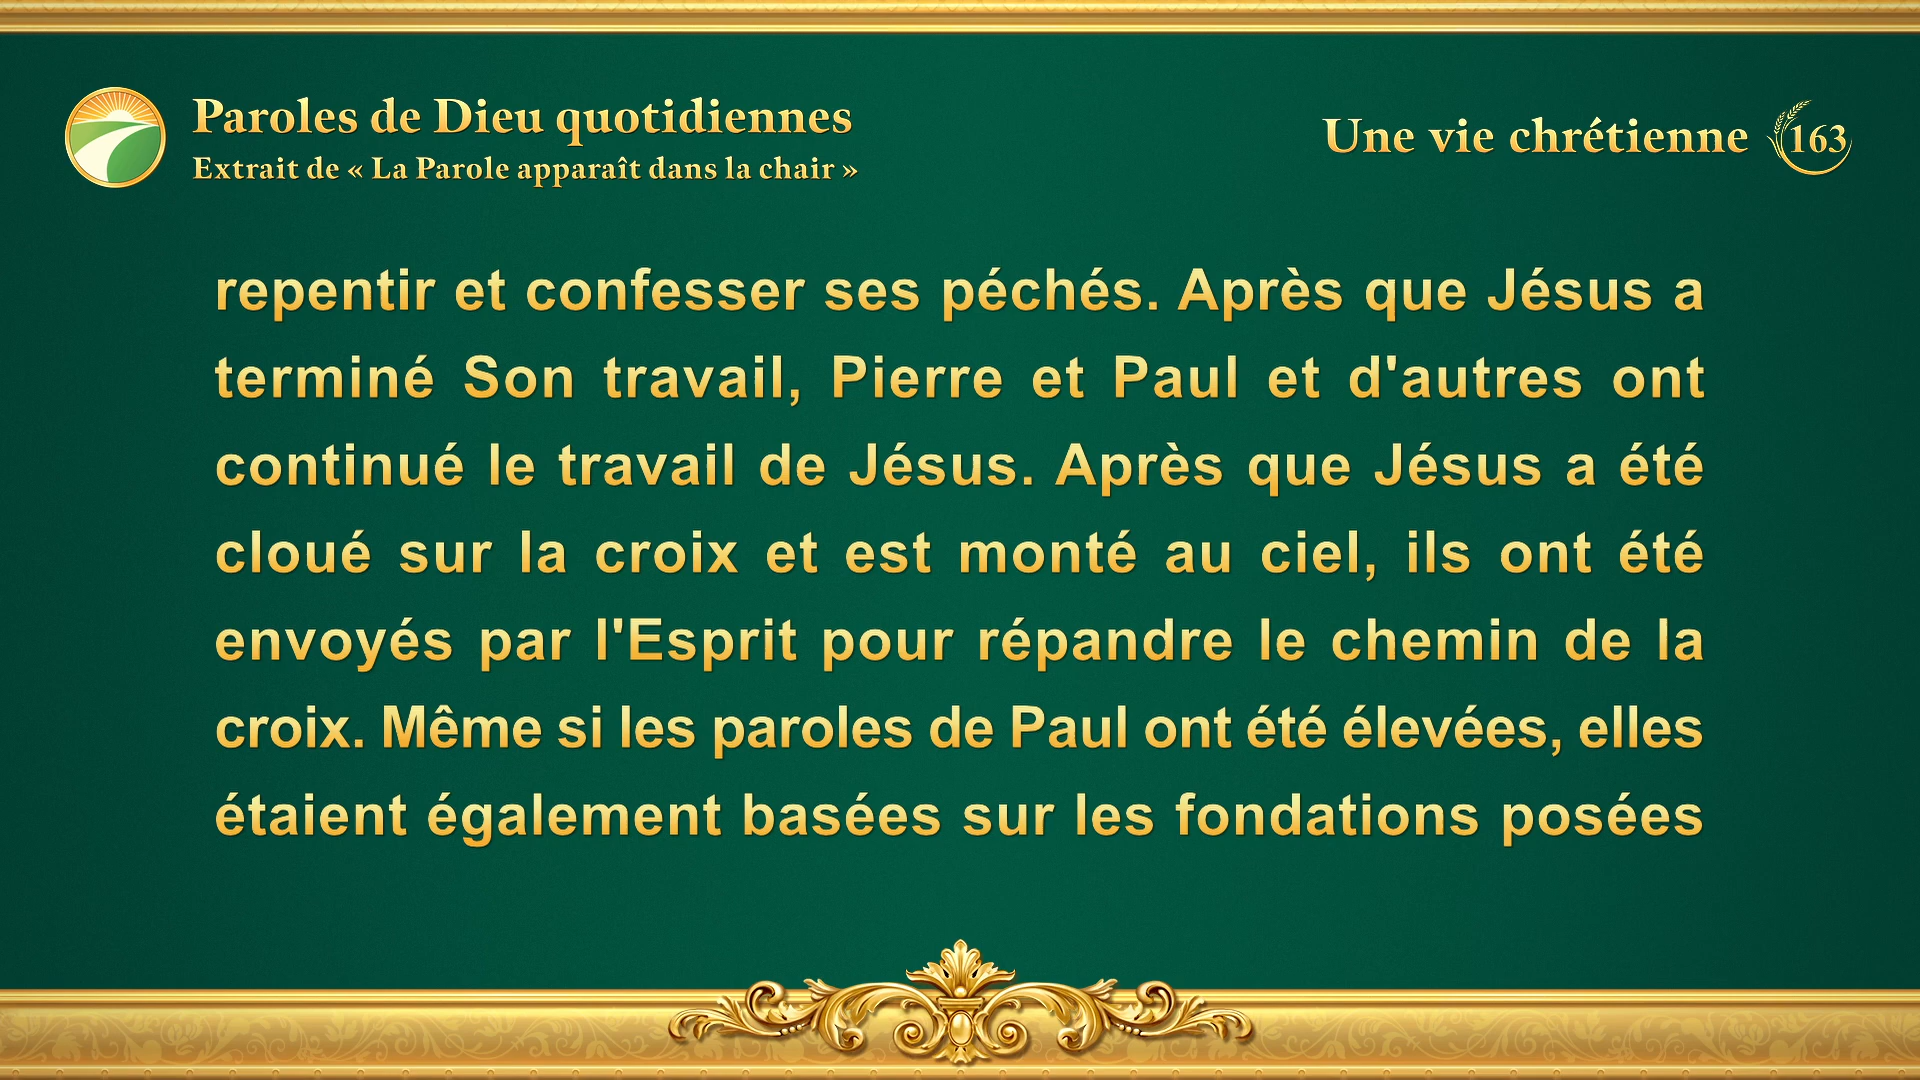 Paroles de Dieu quotidiennes
Extrait de « La Parole apparaît dans la chair »
Une vie chrétienne 163
repentir et confesser ses péchés. Après que Jésus a
terminé Son travail, Pierre et Paul et d'autres ont
continué le travail de Jésus. Après que Jésus a été
cloué sur la croix et est monté au ciel, ils ont été
envoyés par l'Esprit pour répandre le chemin de la
croix. Même si les paroles de Paul ont été élevées, elles
étaient également basées sur les fondations posées